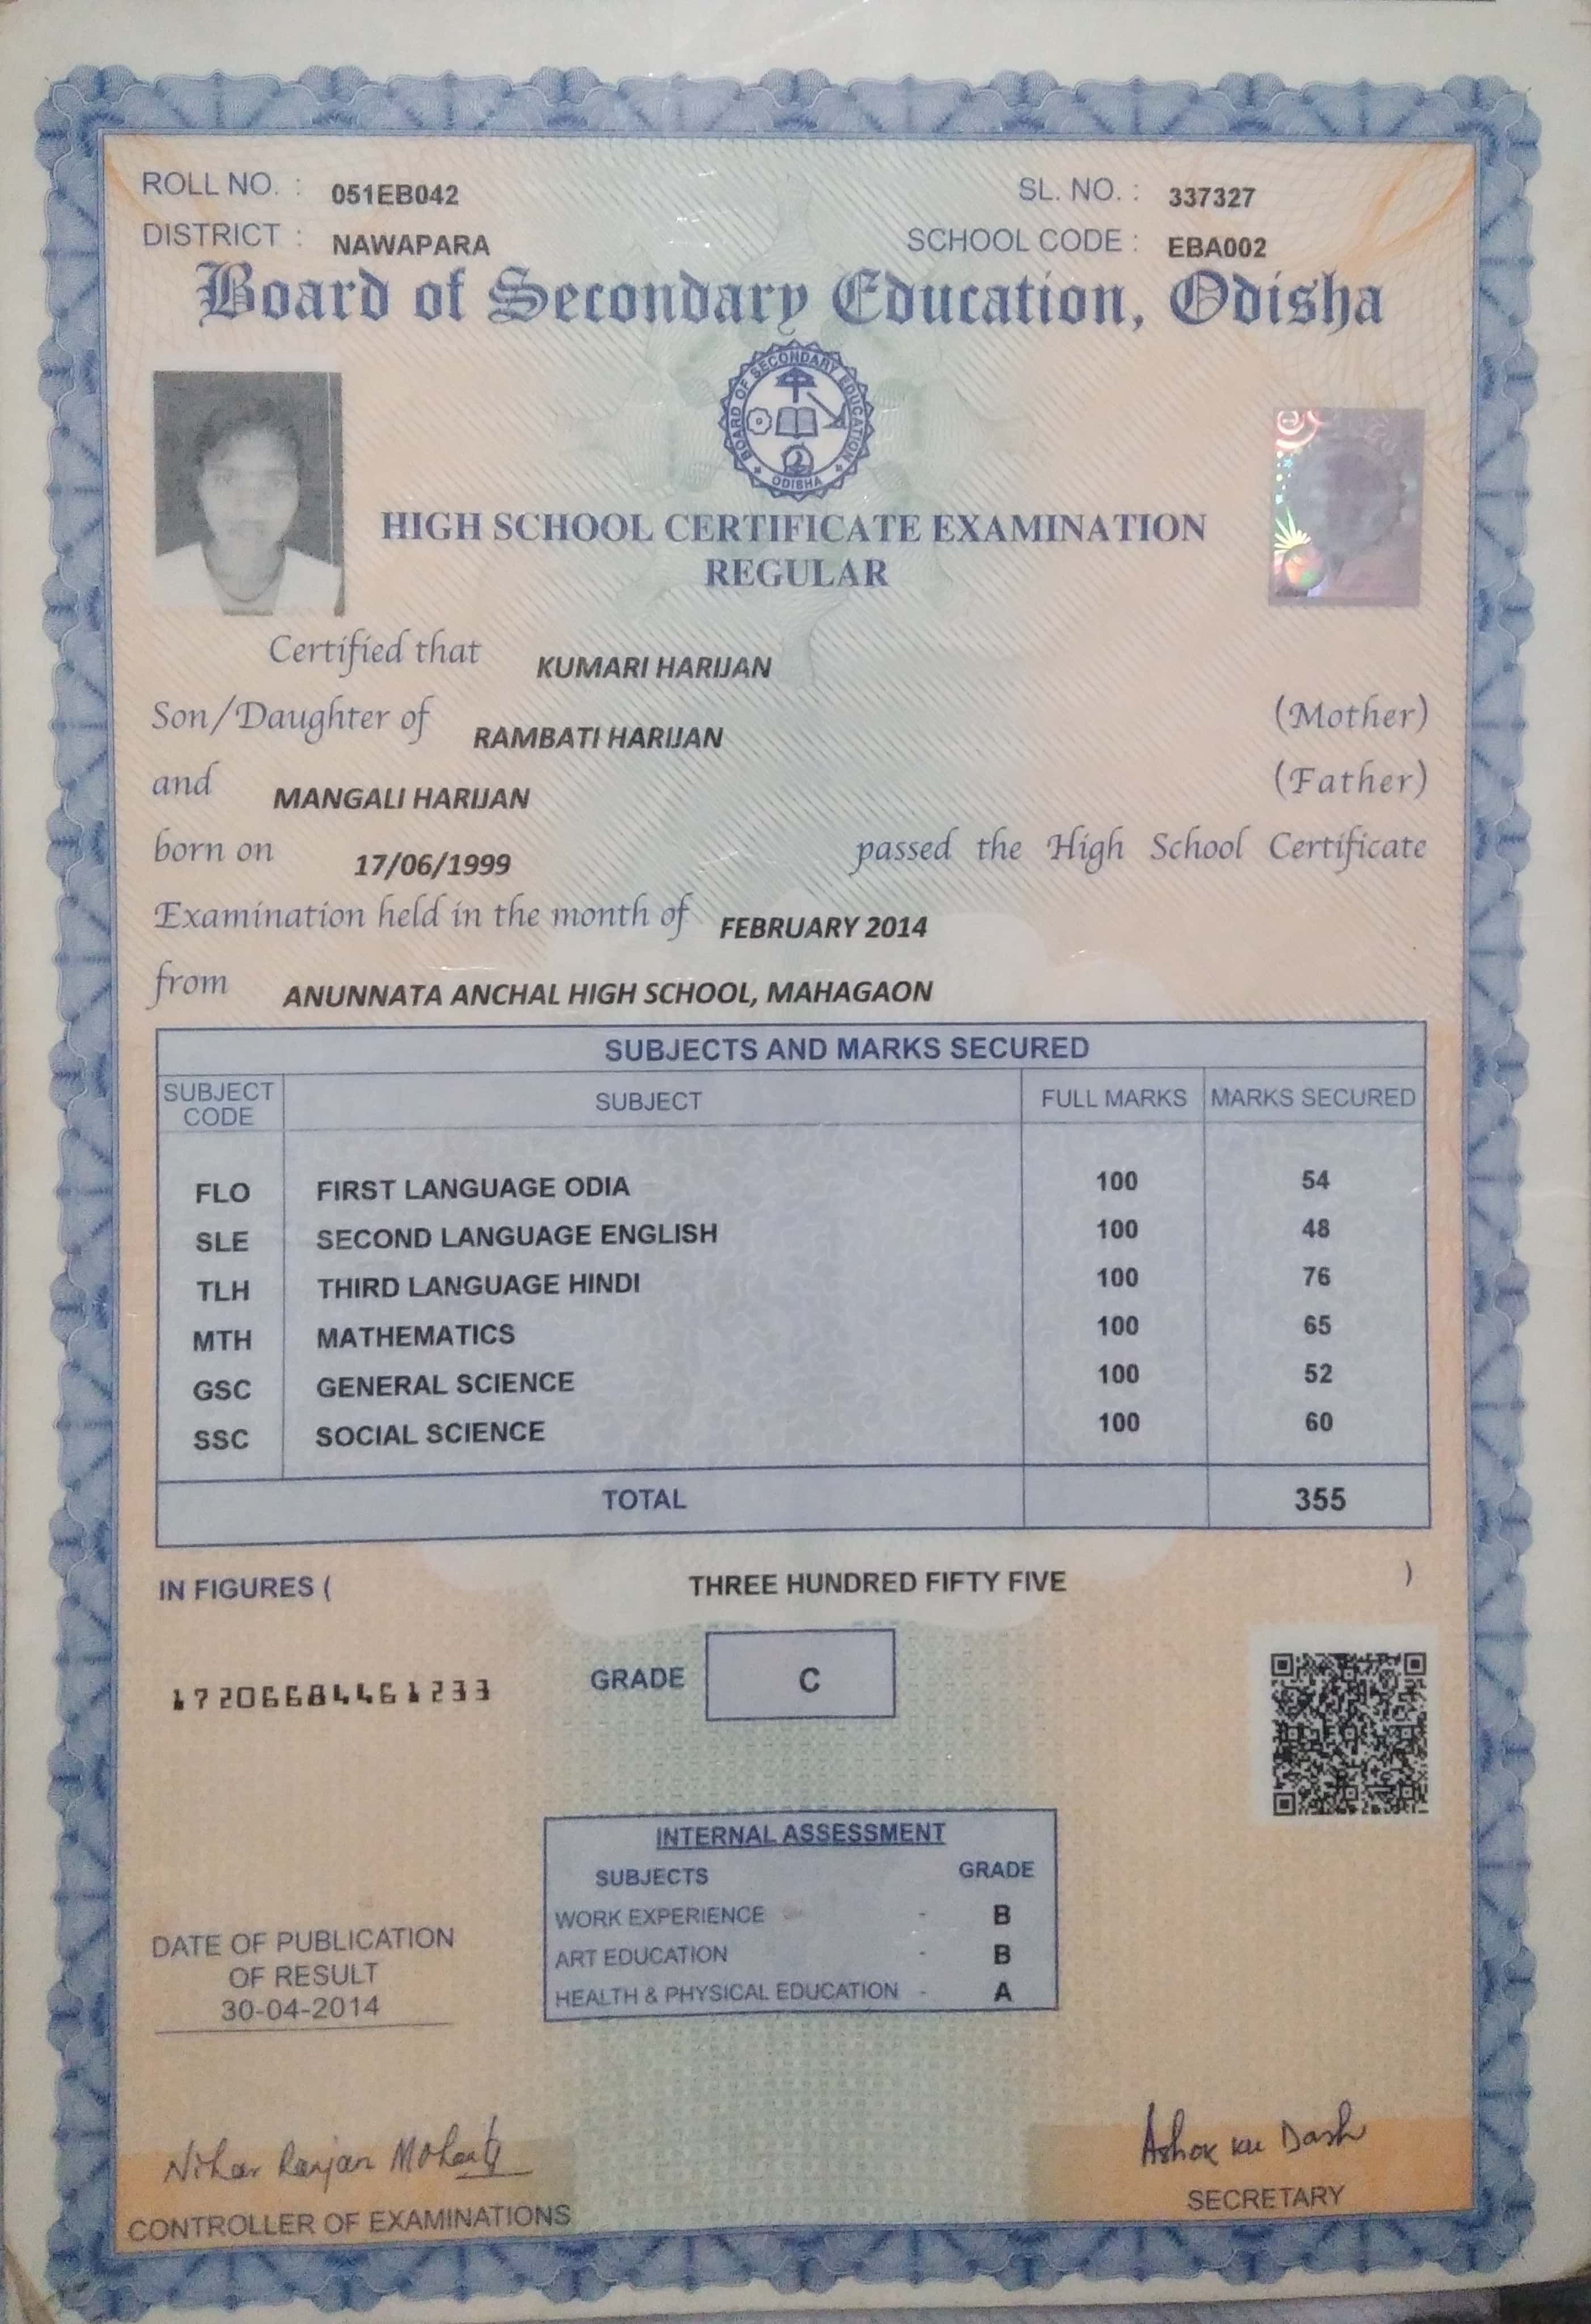 ROLL NO. : 051EB042 SL. NO. : 337327
DISTRICT : NAWAPARA SCHOOL CODE : EBA002
Board of Secondary Education, Odisha
BOARD OF SECONDARY EDUCATION
ODISHA
HIGH SCHOOL CERTIFICATE EXAMINATION
REGULAR
Certified that KUMARI HARIJAN
Son/Daughter of RAMBATI HARIJAN (Mother)
and MANGALI HARIJAN (Father)
born on 17/06/1999 passed the High School Certificate
Examination held in the month of FEBRUARY 2014
from ANUNNATA ANCHAL HIGH SCHOOL, MAHAGAON
SUBJECTS AND MARKS SECURED
SUBJECT CODE SUBJECT FULL MARKS MARKS SECURED
FLO FIRST LANGUAGE ODIA 100 54
SLE SECOND LANGUAGE ENGLISH 100 48
TLH THIRD LANGUAGE HINDI 100 76
MTH MATHEMATICS 100 65
GSC GENERAL SCIENCE 100 52
SSC SOCIAL SCIENCE 100 60
TOTAL 355
IN FIGURES ( THREE HUNDRED FIFTY FIVE )
GRADE C
17206684461233
INTERNAL ASSESSMENT
SUBJECTS GRADE
WORK EXPERIENCE - B
ART EDUCATION - B
HEALTH & PHYSICAL EDUCATION - A
DATE OF PUBLICATION
OF RESULT
30-04-2014
Nihar Ranjan Mohanty
CONTROLLER OF EXAMINATIONS
Ashok Ku Dash
SECRETARY